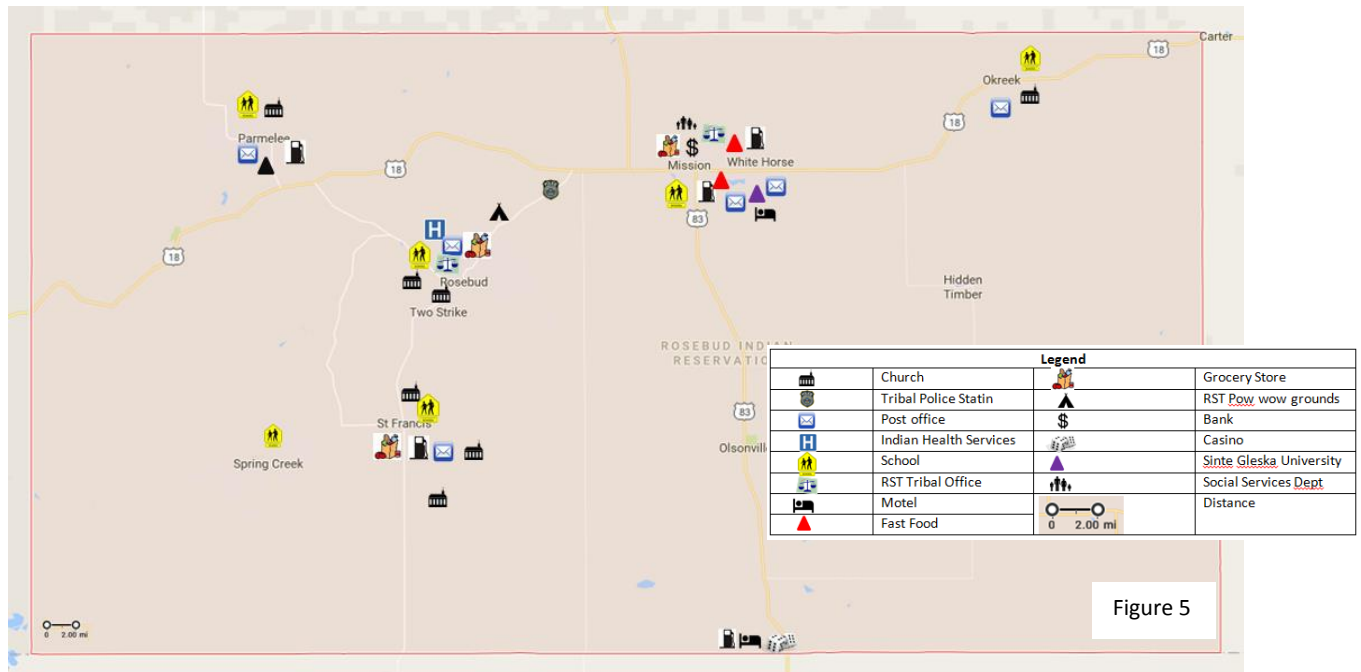 Carter
18
Okreek
18
Parmelee
$
Mission
White Horse
18
83
H
18
Rosebud
Hidden
Timber
Two Strike
ROSEBUD INDIAN
RESERVATIO
Legend
Church
Grocery Store
Tribal Police Statin
RST Pow wow grounds
Post office
$
Bank
H
Indian Health Services
Casino
School
Sinte Gleska University
RST Tribal Office
Social Services Dept
Motel
Distance
0 2.00 mi
Fast Food
83
St Francis
Olsonvill
Spring Creek
Figure 5
0 2.00 mi